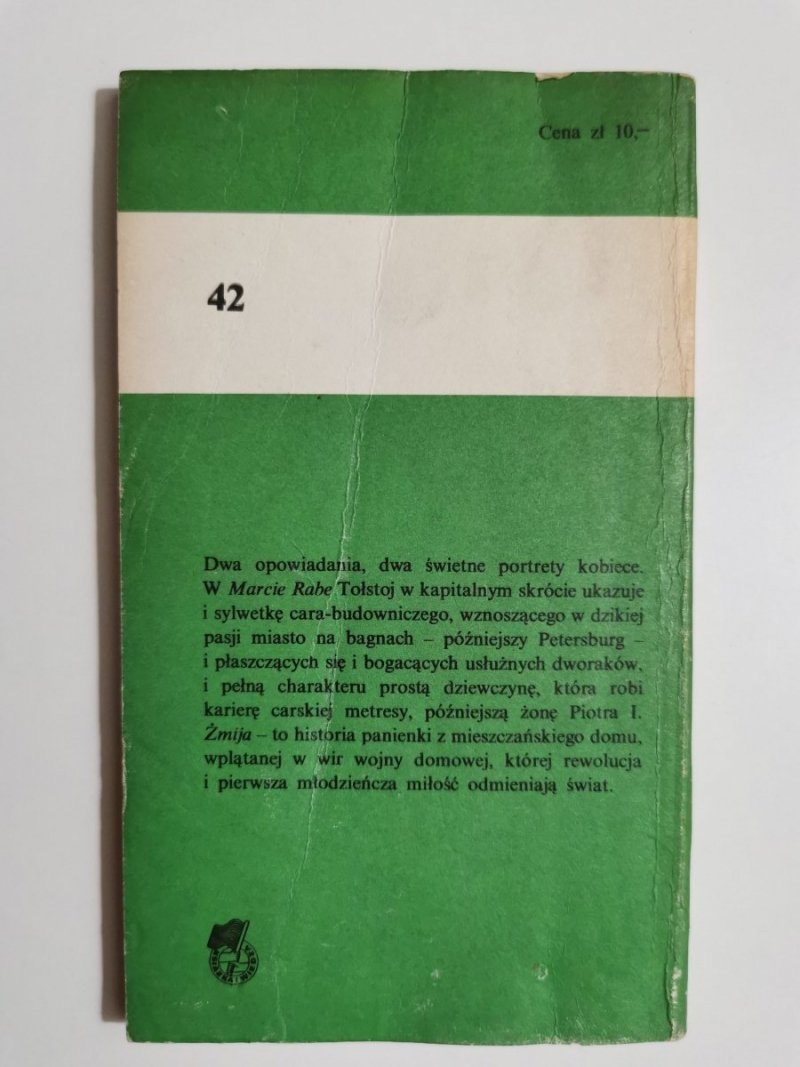 Cena zł 10,–
42
Dwa opowiadania, dwa świetne portrety kobiece.
W Marcie Rabe Tołstoj w kapitalnym skrócie ukazuje
i sylwetkę cara-budowniczego, wznoszącego w dzikiej
pasji miasto na bagnach – późniejszy Petersburg –
i płaszczących się i bogacących usłużnych dworaków,
i pełną charakteru prostą dziewczynę, która robi
karierę carskiej metresy, późniejszą żonę Piotra I.
Żmija – to historia panienki z mieszczańskiego domu,
wplątanej w wir wojny domowej, której rewolucja
i pierwsza młodzieńcza miłość odmieniają świat.
KSIĄŻKA I WIEDZA